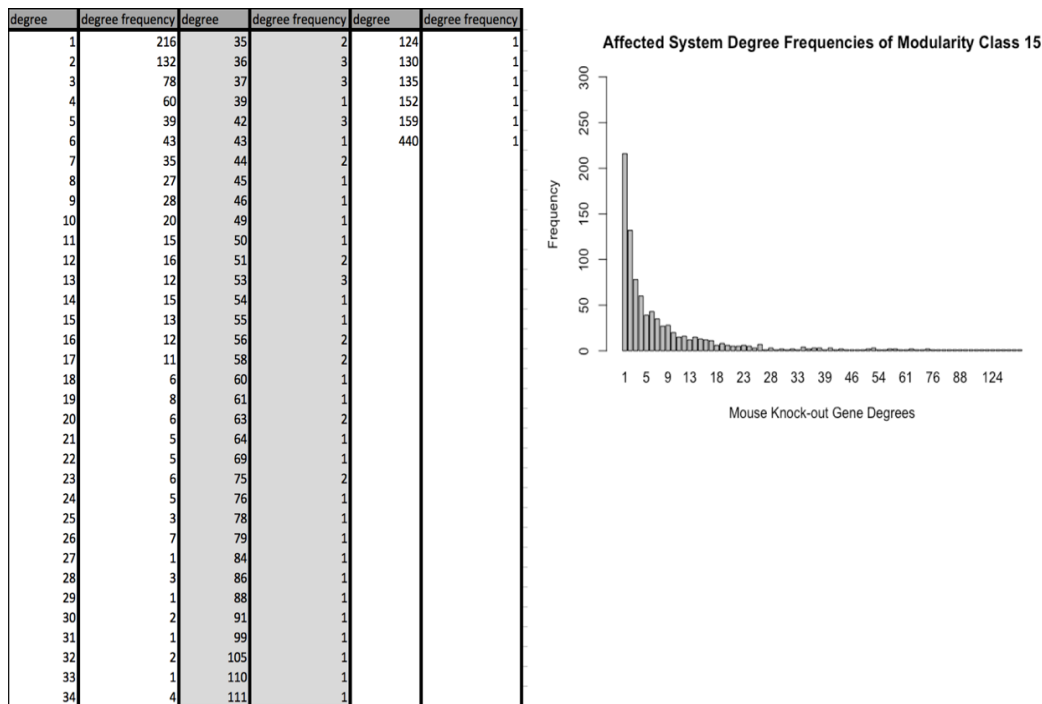 degree degree frequency degree degree frequency degree degree frequency
1 216 35 2 124 1
2 132 36 3 130 1
3 78 37 3 135 1
4 60 39 1 152 1
5 39 42 3 159 1
6 43 43 1 440 1
7 35 44 2
8 27 45 1
9 28 46 1
10 20 49 1
11 15 50 1
12 16 51 2
13 12 53 3
14 15 54 1
15 13 55 1
16 12 56 2
17 11 58 2
18 6 60 1
19 8 61 1
20 6 63 2
21 5 64 1
22 5 69 1
23 6 75 2
24 5 76 1
25 3 78 1
26 7 79 1
27 1 84 1
28 3 86 1
29 1 88 1
30 2 91 1
31 1 99 1
32 2 105 1
33 1 110 1
34 4 111 1
Affected System Degree Frequencies of Modularity Class 15
Frequency
300
250
200
150
100
50
0
1 5 9 13 18 23 28 33 39 46 54 61 76 88 124
Mouse Knock-out Gene Degrees